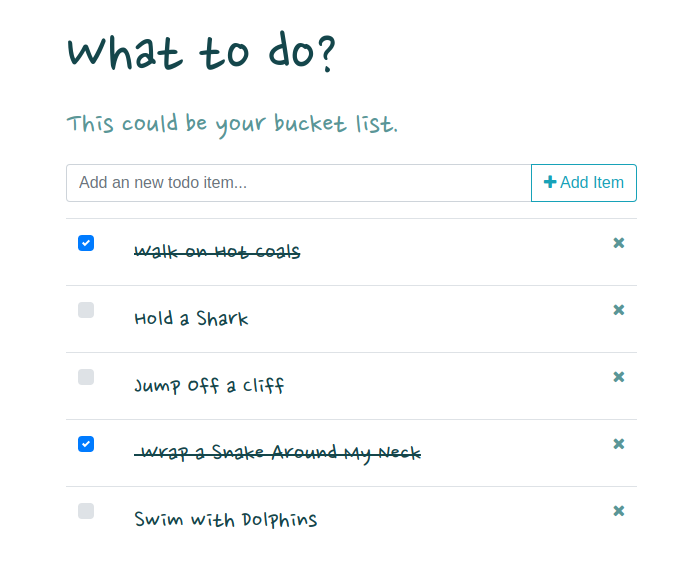 What to do?
This could be your bucket list.
Add an new todo item...
Add Item
Walk on Hot coals
Hold a Shark
Jump Off a Cliff
Wrap a Snake Around My Neck
Swim with Dolphins